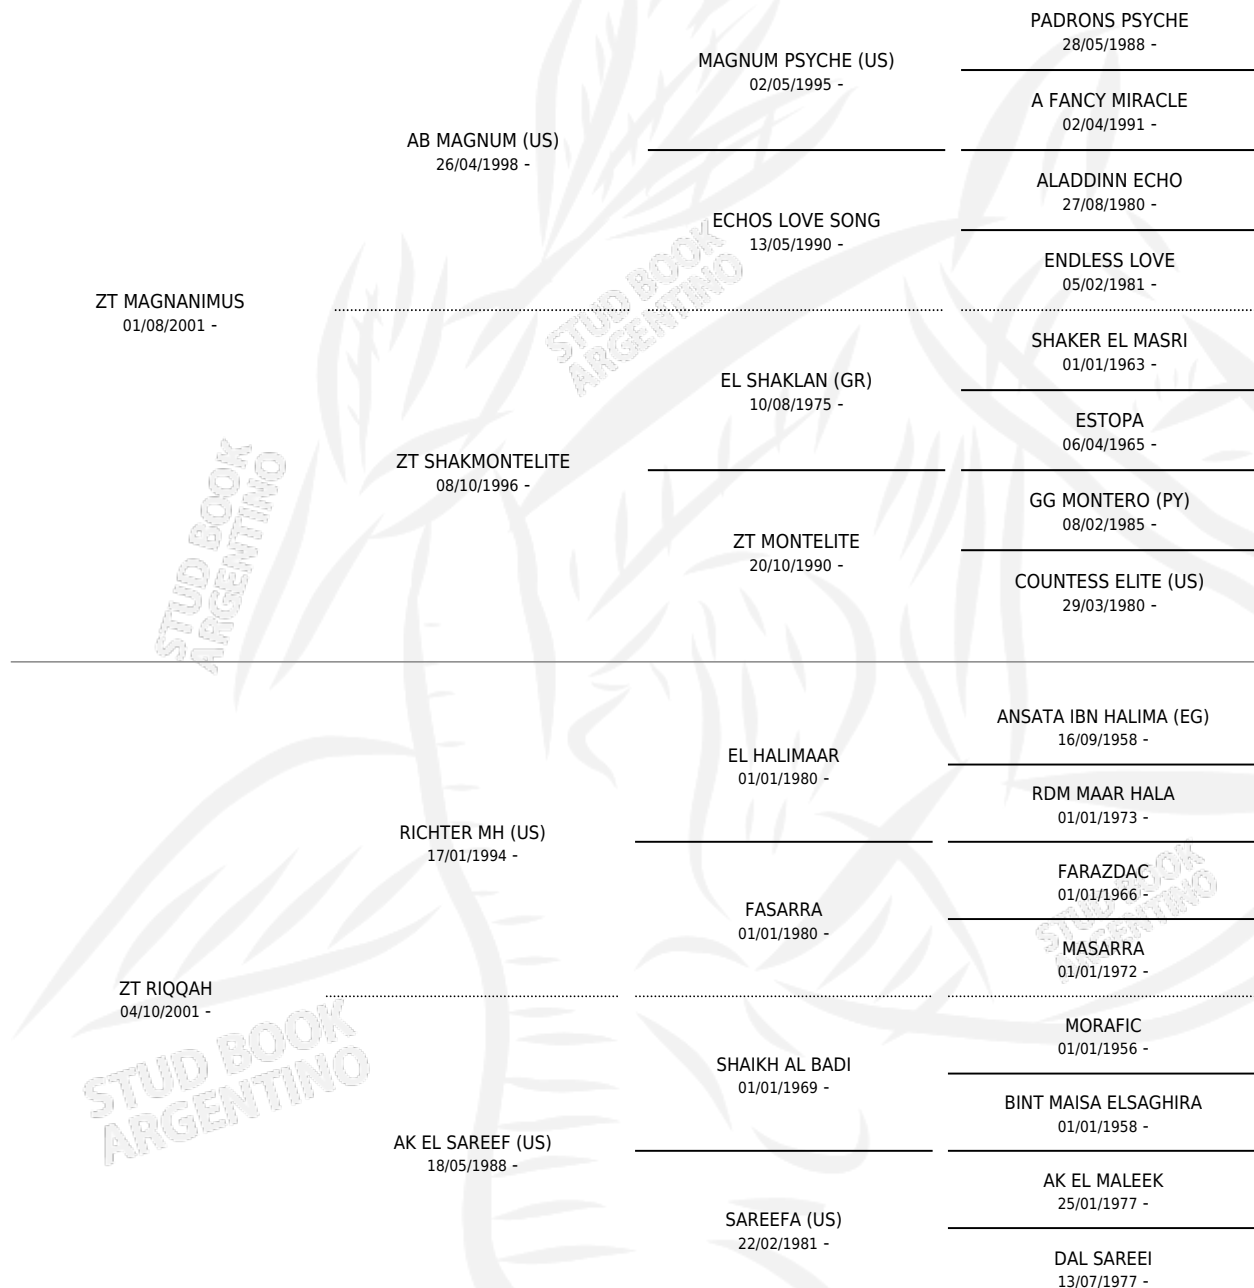 PADRONS PSYCHE
28/05/1988 -
MAGNUM PSYCHE (US)
02/05/1995 -
A FANCY MIRACLE
02/04/1991 -
AB MAGNUM (US)
26/04/1998 -
ALADDINN ECHO
27/08/1980 -
ECHOS LOVE SONG
13/05/1990 -
ENDLESS LOVE
05/02/1981 -
ZT MAGNANIMUS
01/08/2001 -
STUD BOOK
ARGENTINO
SHAKER EL MASRI
01/01/1963 -
EL SHAKLAN (GR)
10/08/1975 -
ESTOPA
06/04/1965 -
ZT SHAKMONTELITE
08/10/1996 -
GG MONTERO (PY)
08/02/1985 -
ZT MONTELITE
20/10/1990 -
COUNTESS ELITE (US)
29/03/1980 -
STUD BOOK
ARGENTINO
ANSATA IBN HALIMA (EG)
16/09/1958 -
EL HALIMAAR
01/01/1980 -
RDM MAAR HALA
01/01/1973 -
RICHTER MH (US)
17/01/1994 -
FARAZDAC
01/01/1966 -
FASARRA
01/01/1980 -
MASARRA
01/01/1972 -
STUD BOOK
ARGENTINO
ZT RIQQAH
04/10/2001 -
MORAFIC
01/01/1956 -
SHAIKH AL BADI
01/01/1969 -
BINT MAISA ELSAGHIRA
01/01/1958 -
STUD BOOK
ARGENTINO
AK EL SAREEF (US)
18/05/1988 -
AK EL MALEEK
25/01/1977 -
SAREEFA (US)
22/02/1981 -
DAL SAREEI
13/07/1977 -